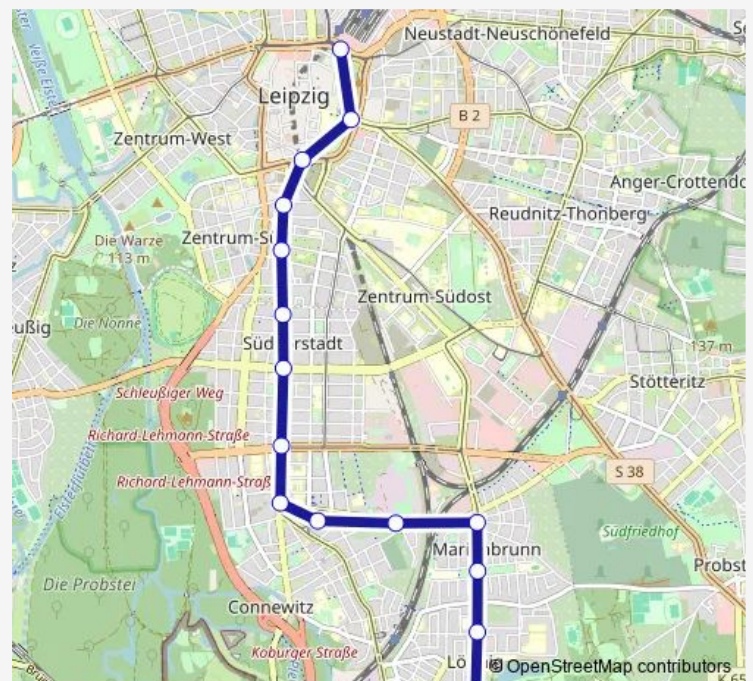 Neustadt-Neuschönefeld
Leipzig
B 2
Zentrum-West
Anger-Crottendo
Reudnitz-Thonberg
Die Warze
113 m
Zentrum-Sü
Zentrum-Südost
Die Nonne
eußig
Süd rstadt
137 m
Stötteritz
Schleußiger Weg
Richard-Lehmann-Straße
S 38
Richard-Lehmann-Straß
Südfriedhof
Mari nbrunn
Probst
Die Probstei
Connewitz
Koburger Straße
Lö
© OpenStreetMap contributors
K 65